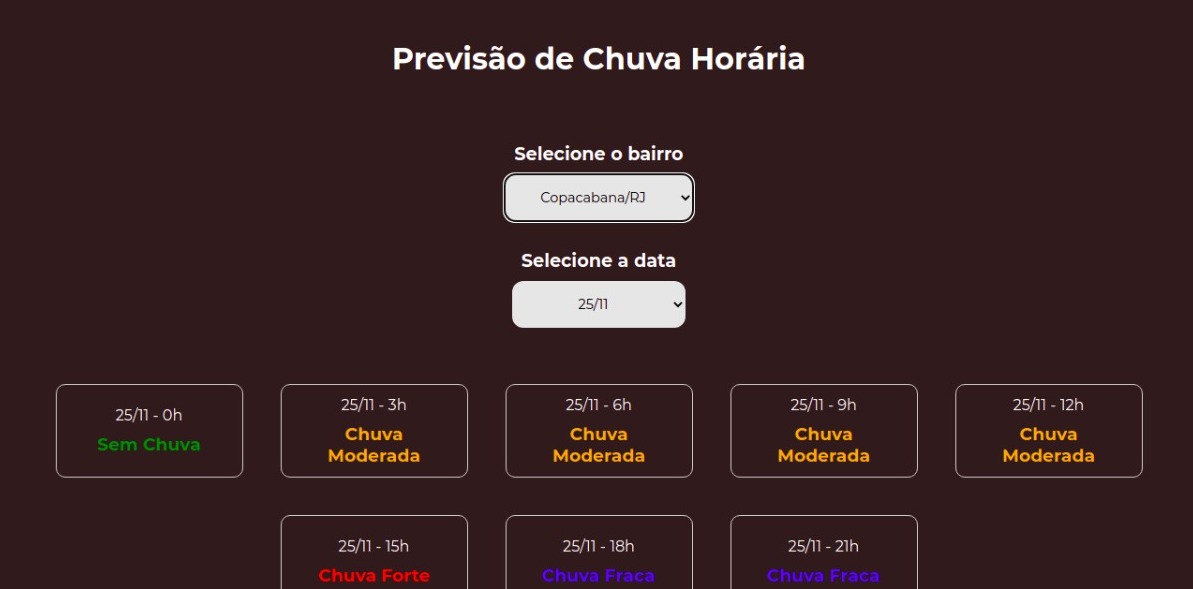 Previsão de Chuva Horária
Selecione o bairro
Copacabana/RJ
Selecione a data
25/11
25/11 - 0h
Sem Chuva
25/11 - 3h
Chuva
Moderada
25/11 - 6h
Chuva
Moderada
25/11 - 9h
Chuva
Moderada
25/11 - 12h
Chuva
Moderada
25/11 - 15h
Chuva Forte
25/11 - 18h
Chuva Fraca
25/11 - 21h
Chuva Fraca